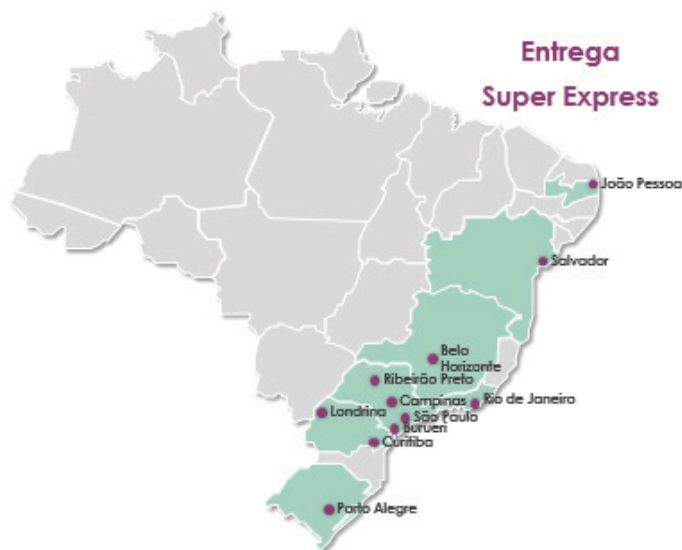 Entrega
Super Express
João Pessoa
Salvador
Belo
Horizonte
Ribeirão Preto
Campinas
Rio de Janeiro
Londrina
São Paulo
Burueri
Curitiba
Porto Alegre